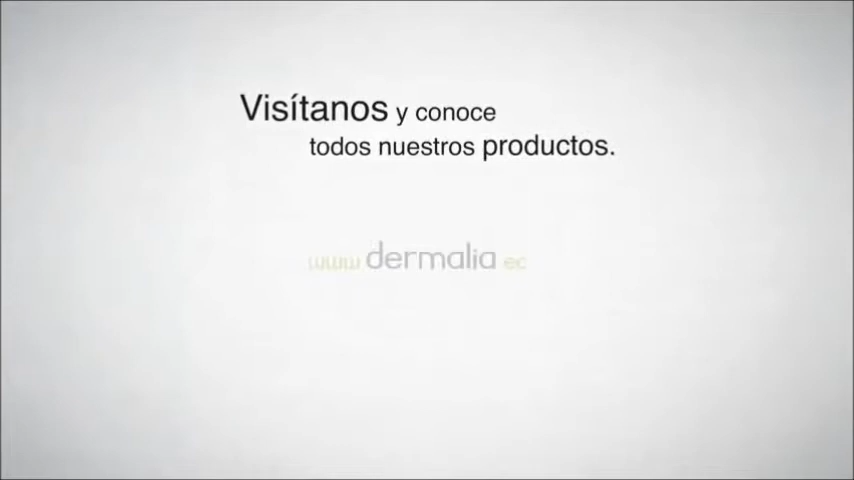 Visítanos y conoce
todos nuestros productos.
www dermalia ec